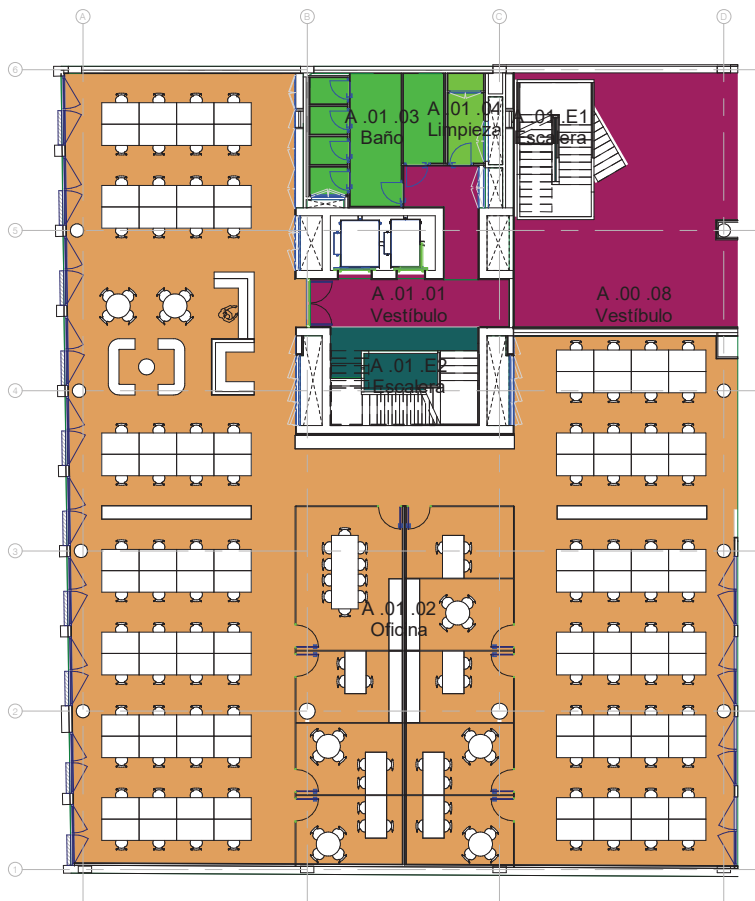 A B C D
6
A .01 .03
Baño
A .01 .04
Limpieza
A .01 .E1
Escalera
5
A .01 .01
Vestíbulo
A .00 .08
Vestíbulo
A .01 .E2
Escalera
4
3
A .01 .02
Oficina
2
1